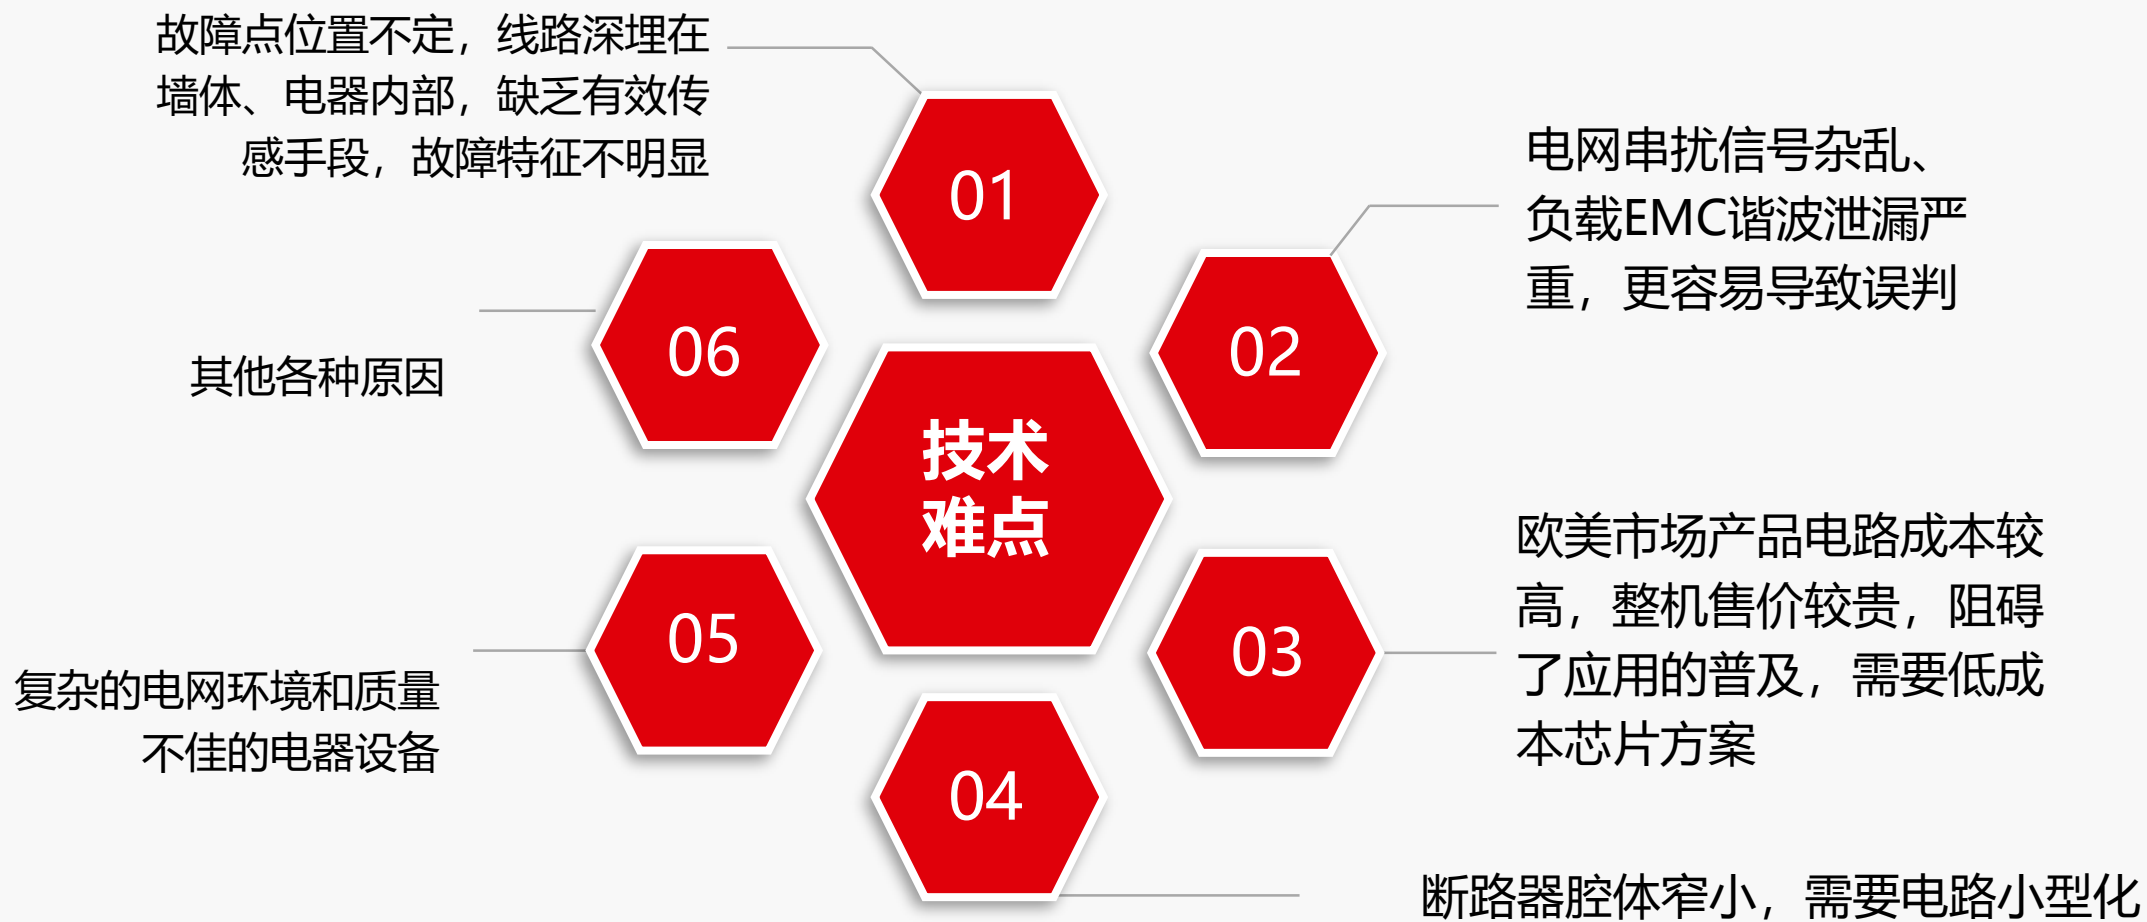 故障点位置不定，线路深埋在
墙体、电器内部，缺乏有效传
感手段，故障特征不明显
01
电网串扰信号杂乱、
负载EMC谐波泄漏严
重，更容易导致误判
02
欧美市场产品电路成本较
高，整机售价较贵，阻碍
了应用的普及，需要低成
本芯片方案
03
断路器腔体窄小，需要电路小型化
04
复杂的电网环境和质量
不佳的电器设备
05
其他各种原因
06
技术
难点